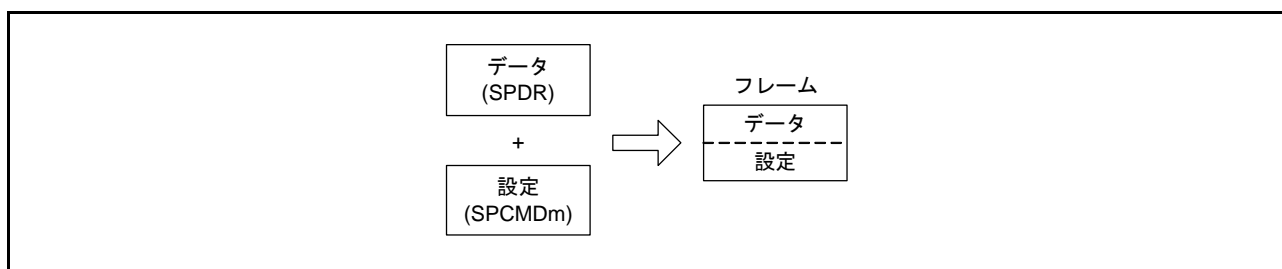 データ
(SPDR)
+
設定
(SPCMDm)
フレーム
データ
設定